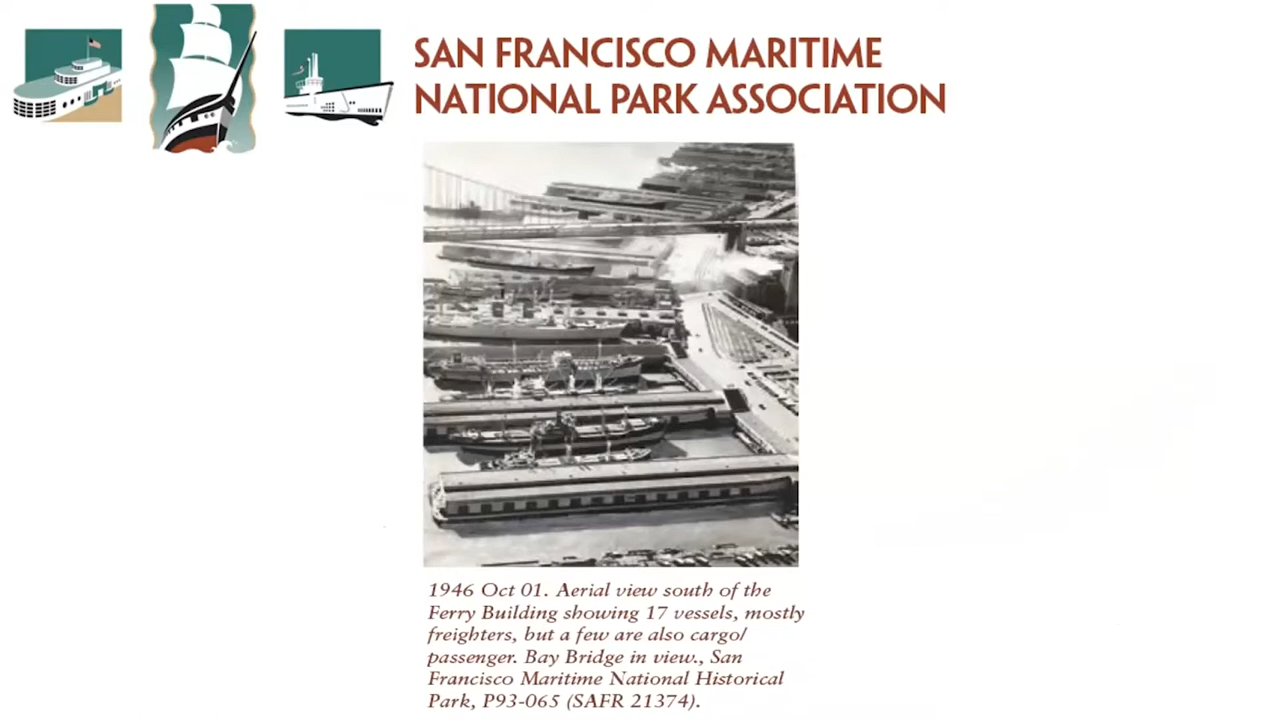 SAN FRANCISCO MARITIME
NATIONAL PARK ASSOCIATION
1946 Oct 01. Aerial view south of the
Ferry Building showing 17 vessels, mostly
freighters, but a few are also cargo/
passenger. Bay Bridge in view., San
Francisco Maritime National Historical
Park, P93-065 (SAFR 21374).